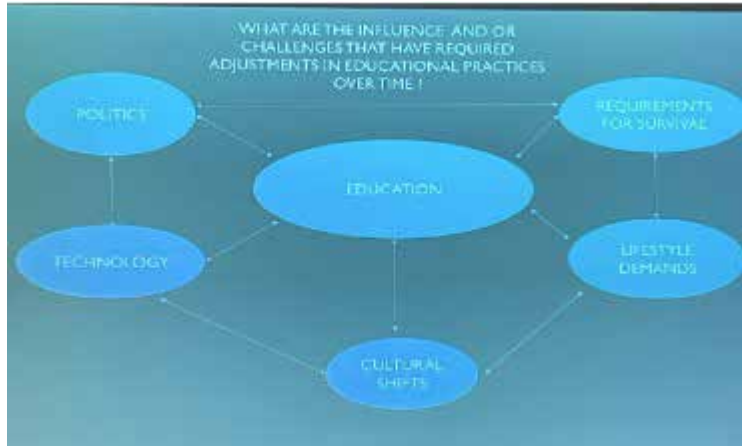 WHAT ARE THE INFLUENCE AND OR
CHALLENGES THAT HAVE REQUIRED
ADJUSTMENTS IN EDUCATIONAL PRACTICES
OVER TIME ?
POLITICS
REQUIREMENTS
FOR SURVIVAL
EDUCATION
TECHNOLOGY
LIFESTYLE
DEMANDS
CULTURAL
SHIFTS